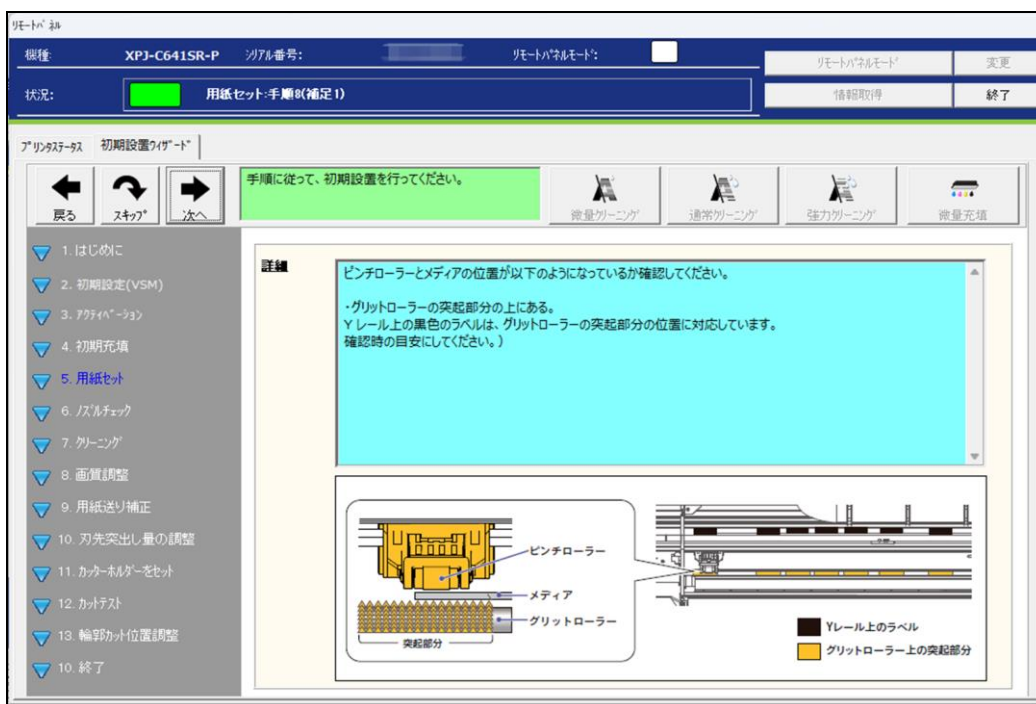 リモートパネル
機種:
XPJ-C641SR-P
シリアル番号:
リモートパネルモード:
リモートパネルモード
変更
状況:
用紙セット:手順8(補足1)
情報取得
終了
プリンタステータス
初期設置ウィザード
戻る
スキップ
次へ
手順に従って、初期設置を行ってください。
微量クリーニング
通常クリーニング
強力クリーニング
微量充填
1. はじめに
2. 初期設定(VSM)
3. アクティベーション
4. 初期充填
5. 用紙セット
6. ノズルチェック
7. クリーニング
8. 画質調整
9. 用紙送り補正
10. 刃先突出し量の調整
11. カッターホルダーをセット
12. カットテスト
13. 輪郭カット位置調整
10. 終了
詳細
ピンチローラーとメディアの位置が以下のようになっているか確認してください。
・グリットローラーの突起部分の上にある。
Y レール上の黒色のラベルは、グリットローラーの突起部分の位置に対応しています。
確認時の目安にしてください。)
ピンチローラー
メディア
グリットローラー
突起部分
Yレール上のラベル
グリットローラー上の突起部分